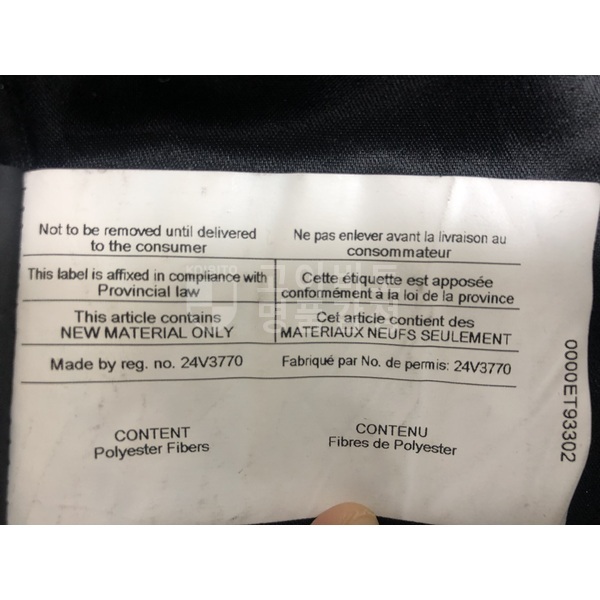 Not to be removed until delivered
to the consumer
Ne pas enlever avant la livraison au
consommateur
This label is affixed in compliance with
Provincial law
Cette étiquette est apposée
conformément à la loi de la province
This article contains
NEW MATERIAL ONLY
Cet article contient des
MATERIAUX NEUFS SEULEMENT
Made by reg. no. 24V3770
Fabriqué par No. de permis: 24V3770
CONTENT
Polyester Fibers
CONTENU
Fibres de Polyester
0000ET93302